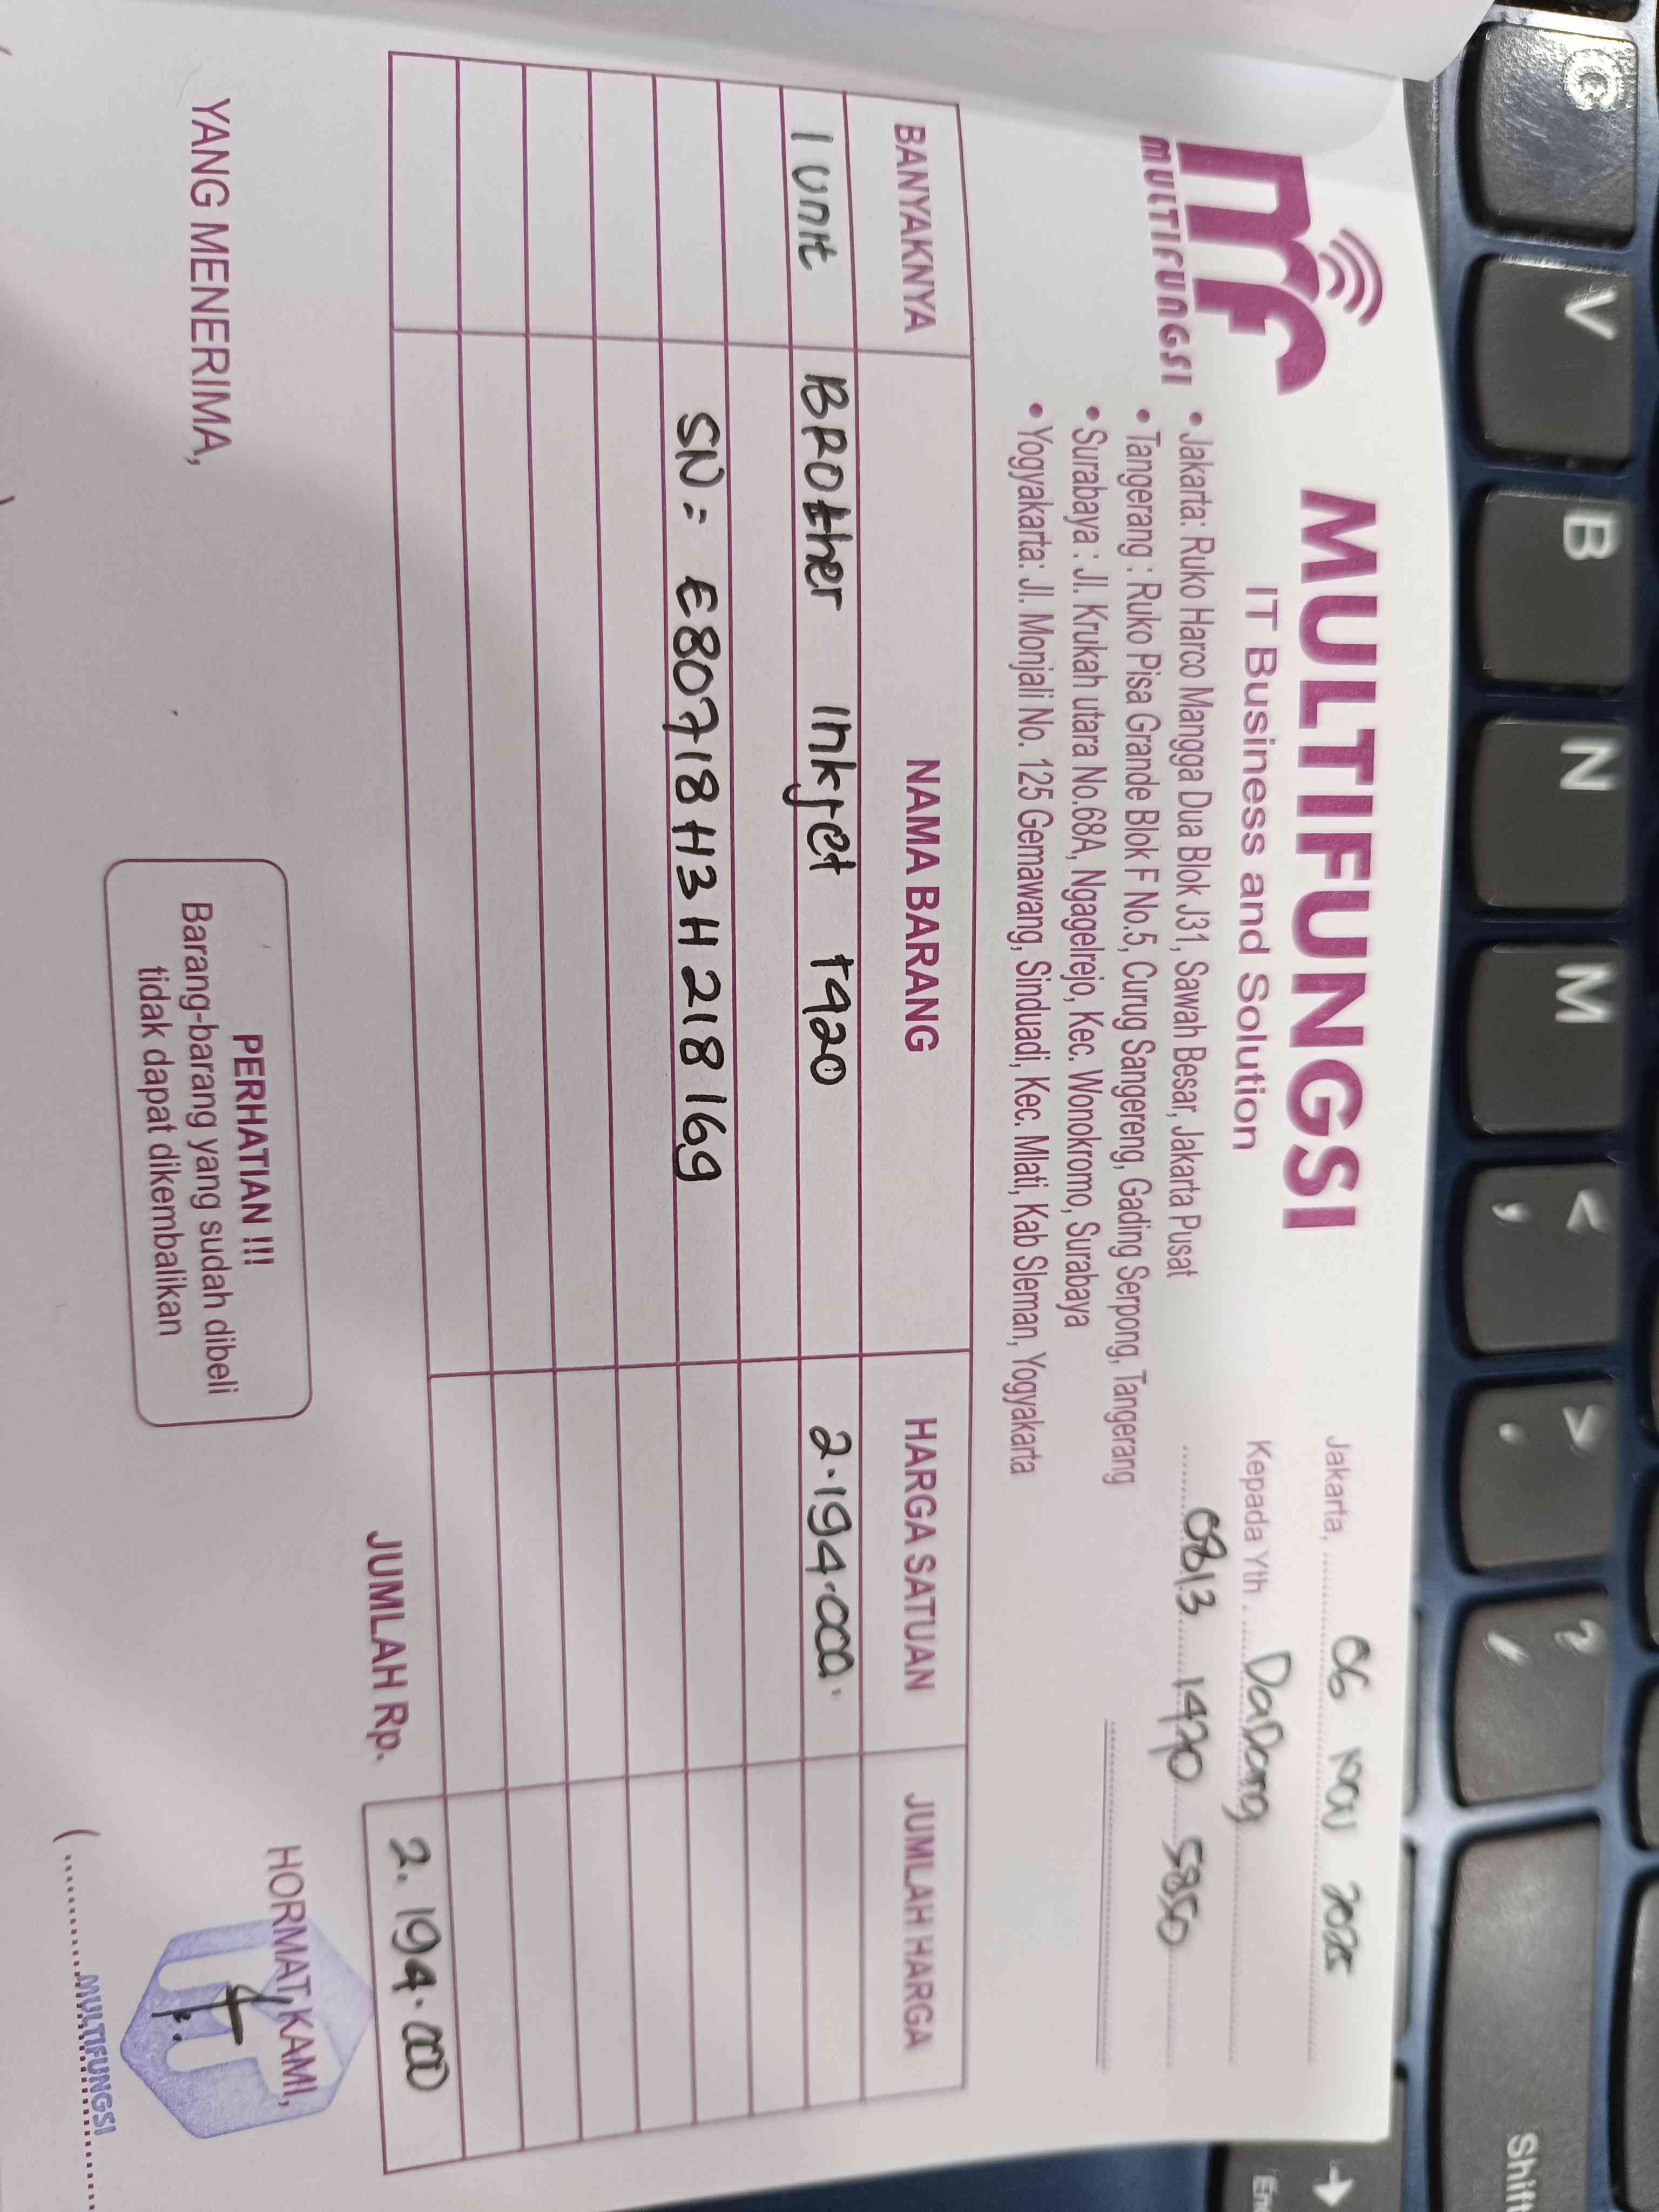 MULTIFUNGSI
MULTIFUNGSI
IT Business and Solution
• Jakarta: Ruko Harco Mangga Dua Blok J31, Sawah Besar, Jakarta Pusat
• Tangerang : Ruko Pisa Grande Blok F No.5, Curug Sangereng, Gading Serpong, Tangerang
• Surabaya : Jl. Krukah utara No.68A, Ngagelrejo, Kec. Wonokromo, Surabaya
• Yogyakarta: Jl. Monjali No. 125 Gemawang, Sinduadi, Kec. Mlati, Kab Sleman, Yogyakarta
Jakarta, 06 nov 2025
Kepada Yth. Dadang
0813 1470 5850
BANYAKNYA NAMA BARANG HARGA SATUAN JUMLAH HARGA
1 Unit BROther Inkjet t920 2.194.000.
SN = E80718H3H218169
JUMLAH Rp. 2.194.000
YANG MENERIMA,
PERHATIAN !!!
Barang-barang yang sudah dibeli
tidak dapat dikembalikan
HORMAT KAMI,
MULTIFUNGSI
C
V
B
N
M
< ,
> .
? /
Shift